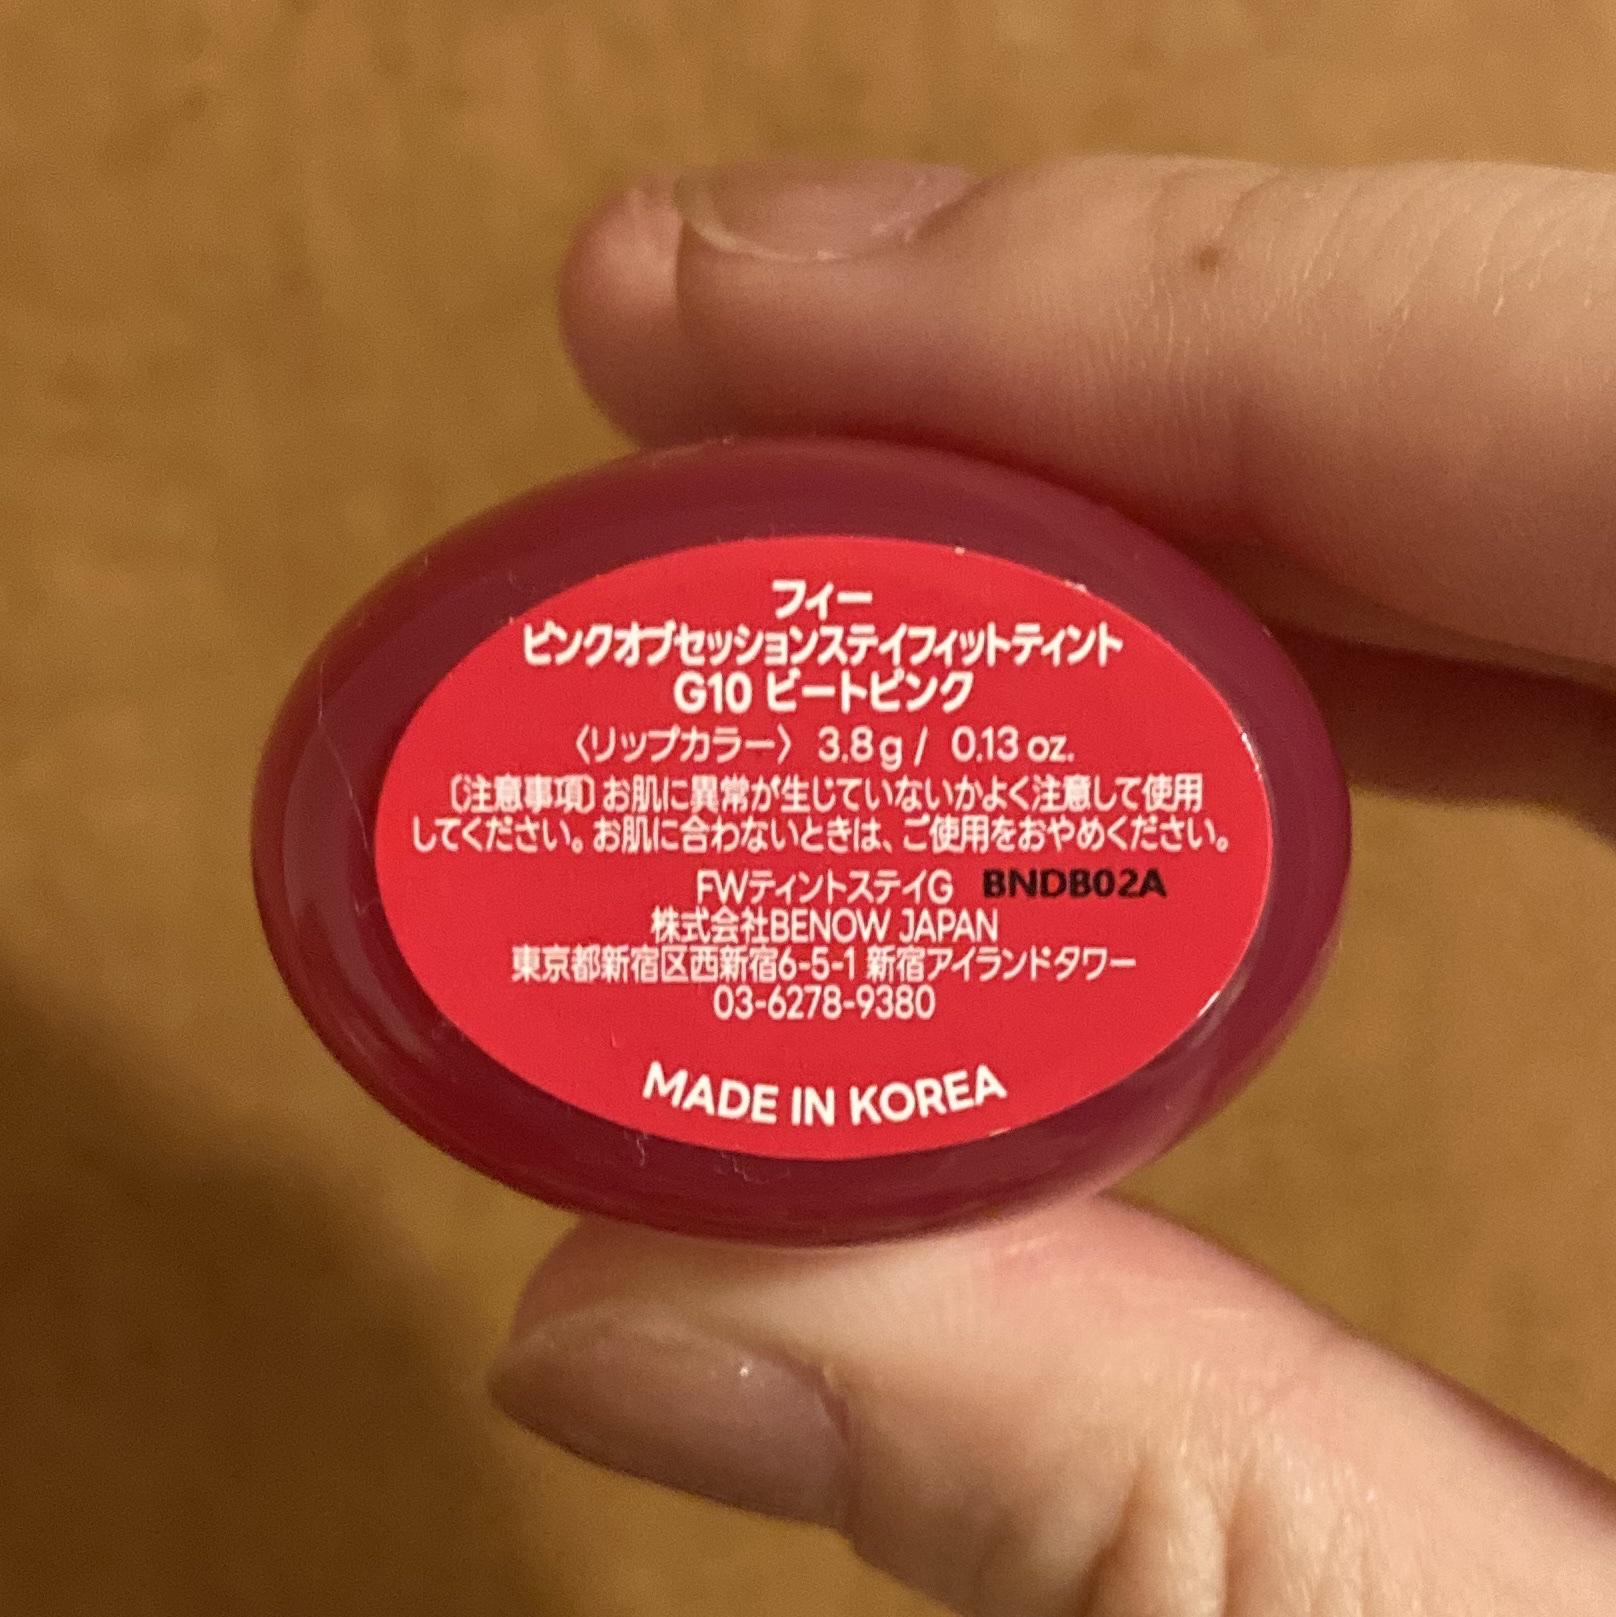 フィー
ピンクオブセッションステイフィットティント
G10 ビートピンク
〈リップカラー〉 3.8g / 0.13 oz.
〔注意事項〕お肌に異常が生じていないかよく注意して使用
してください。お肌に合わないときは、ご使用をおやめください。
FWティントステイG BNDB02A
株式会社BENOW JAPAN
東京都新宿区西新宿6-5-1 新宿アイランドタワー
03-6278-9380
MADE IN KOREA